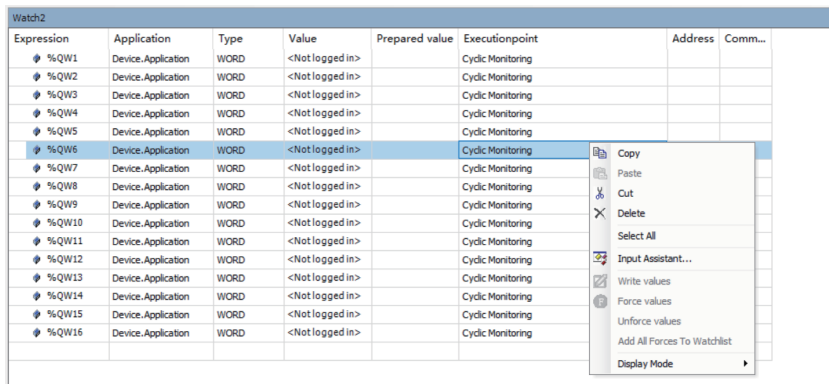 Watch2
Expression Application Type Value Prepared value Executionpoint Address Comm...
%QW1 Device.Application WORD <Not logged in> Cyclic Monitoring
%QW2 Device.Application WORD <Not logged in> Cyclic Monitoring
%QW3 Device.Application WORD <Not logged in> Cyclic Monitoring
%QW4 Device.Application WORD <Not logged in> Cyclic Monitoring
%QW5 Device.Application WORD <Not logged in> Cyclic Monitoring
%QW6 Device.Application WORD <Not logged in> Cyclic Monitoring
%QW7 Device.Application WORD <Not logged in> Cyclic Monitoring
%QW8 Device.Application WORD <Not logged in> Cyclic Monitoring
%QW9 Device.Application WORD <Not logged in> Cyclic Monitoring
%QW10 Device.Application WORD <Not logged in> Cyclic Monitoring
%QW11 Device.Application WORD <Not logged in> Cyclic Monitoring
%QW12 Device.Application WORD <Not logged in> Cyclic Monitoring
%QW13 Device.Application WORD <Not logged in> Cyclic Monitoring
%QW14 Device.Application WORD <Not logged in> Cyclic Monitoring
%QW15 Device.Application WORD <Not logged in> Cyclic Monitoring
%QW16 Device.Application WORD <Not logged in> Cyclic Monitoring
Copy
Paste
Cut
Delete
Select All
Input Assistant...
Write values
F Force values
Unforce values
Add All Forces To Watchlist
Display Mode